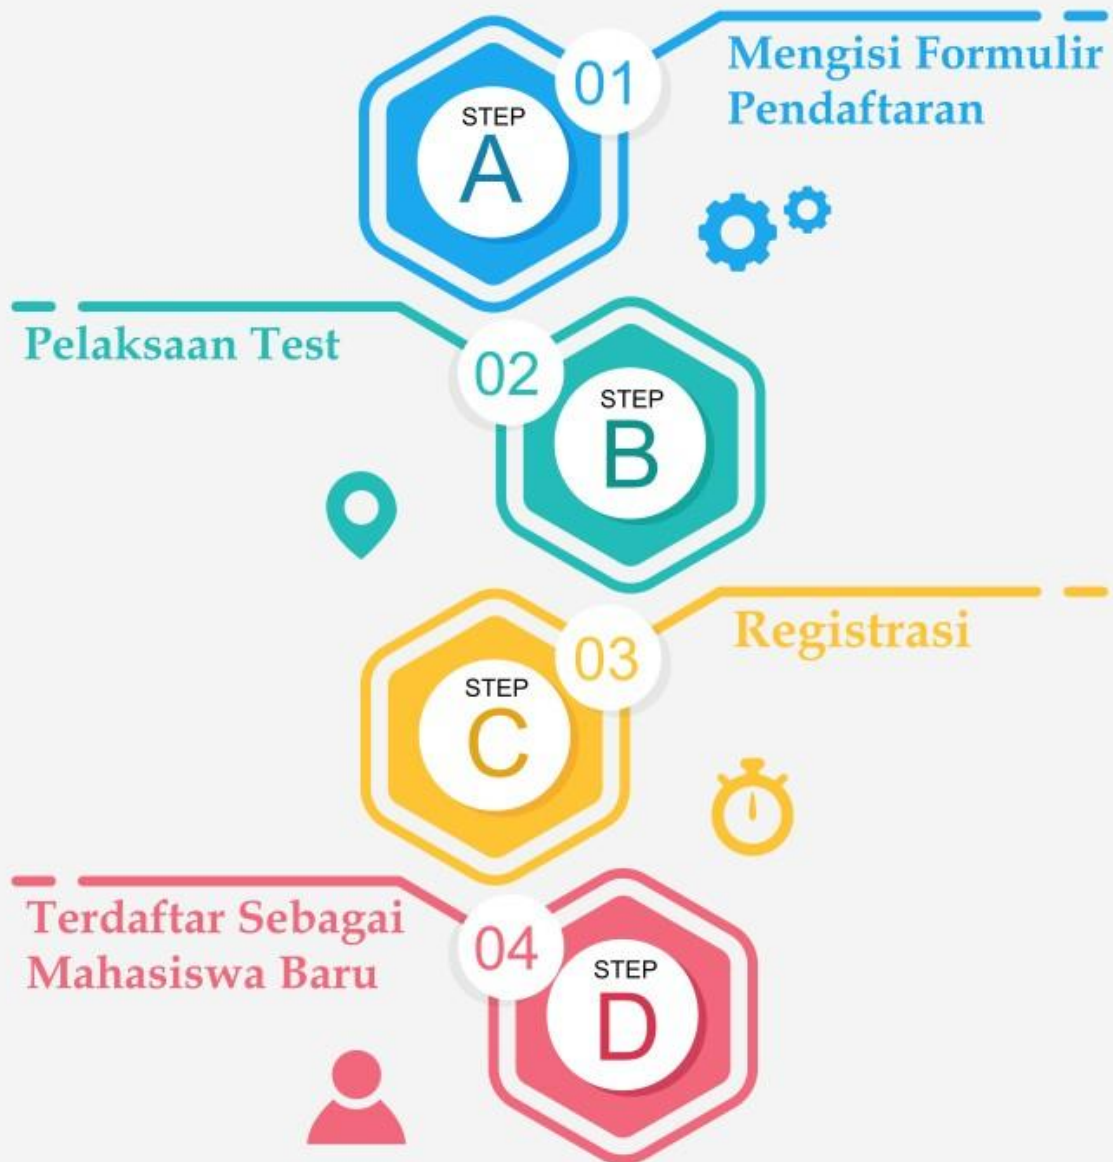 01
Mengisi Formulir
Pendaftaran
STEP
A
Pelaksaan Test
02
STEP
B
03
Registrasi
STEP
C
Terdaftar Sebagai
Mahasiswa Baru
04
STEP
D